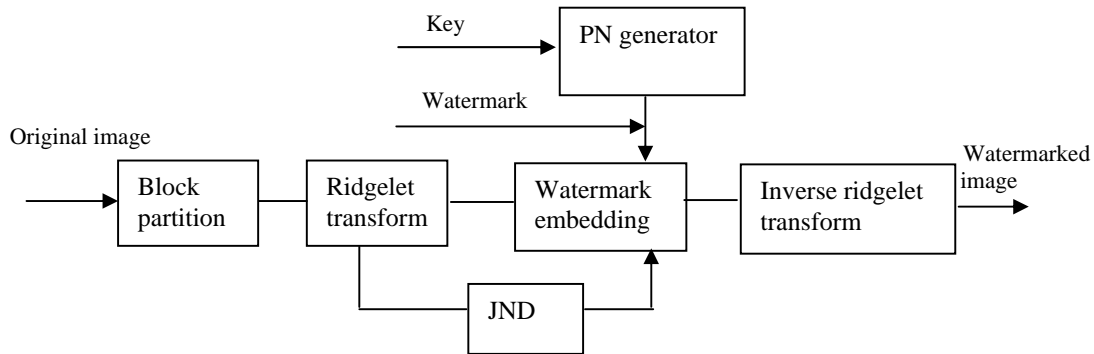 Key
PN generator
Watermark
Original image
Block
partition
Ridgelet
transform
Watermark
embedding
Inverse ridgelet
transform
Watermarked
image
JND